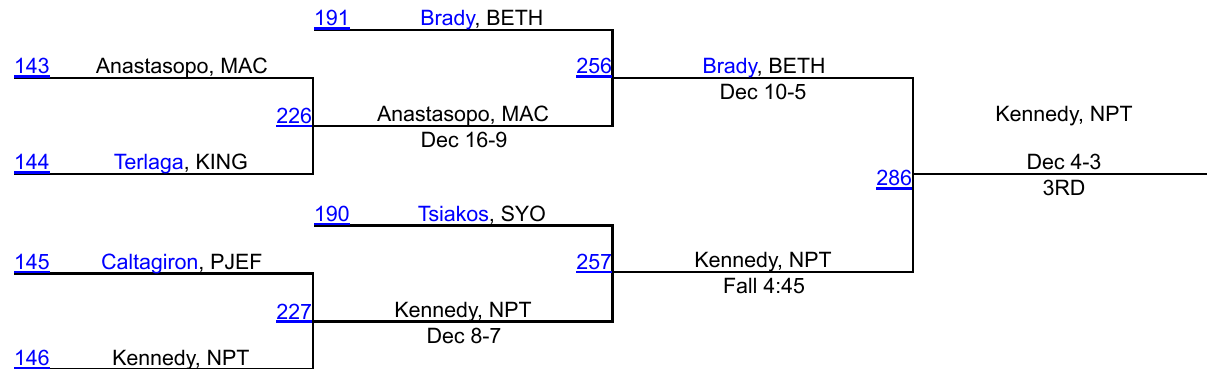 191 Brady, BETH
143 Anastasopo, MAC
256 Brady, BETH
Dec 10-5
226 Anastasopo, MAC
Kennedy, NPT
Dec 16-9
144 Terlaga, KING
Dec 4-3
286
3RD
190 Tsiakos, SYO
145 Caltagiron, PJEF
257 Kennedy, NPT
Fall 4:45
227 Kennedy, NPT
Dec 8-7
146 Kennedy, NPT